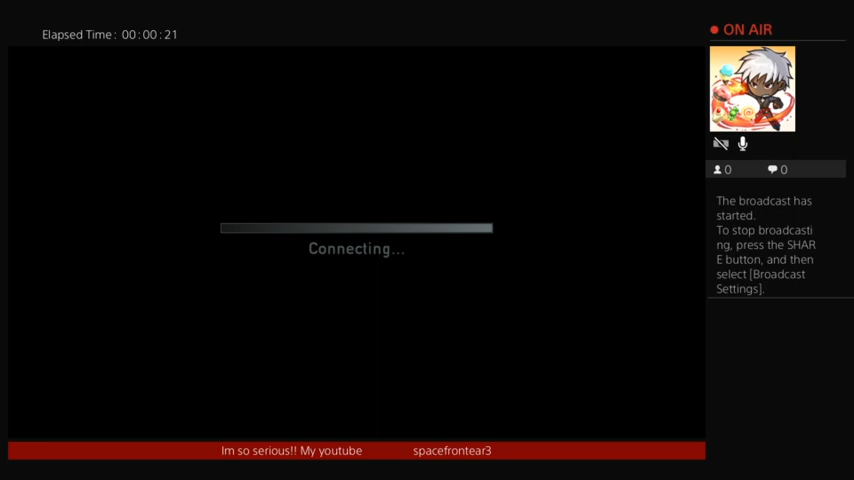 Elapsed Time: 00:00:21
ON AIR
0 0
The broadcast has
started.
To stop broadcasti
ng, press the SHAR
E button, and then
select [Broadcast
Settings].
Connecting...
Im so serious!! My youtube spacefrontear3